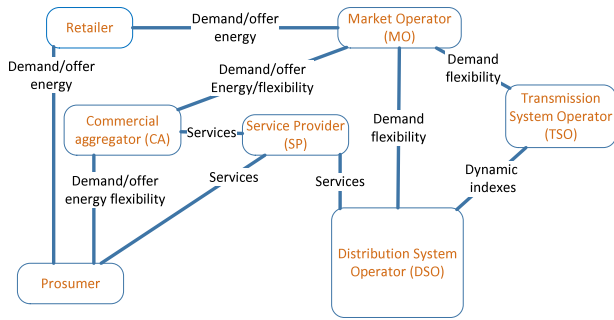 Retailer
Demand/offer
energy
Market Operator
(MO)
Demand/offer
energy
Demand/offer
Energy/flexibility
Demand
flexibility
Commercial
aggregator (CA)
Services
Service Provider
(SP)
Demand
flexibility
Transmission
System Operator
(TSO)
Demand/offer
energy flexibility
Services
Services
Dynamic
indexes
Distribution System
Operator (DSO)
Prosumer